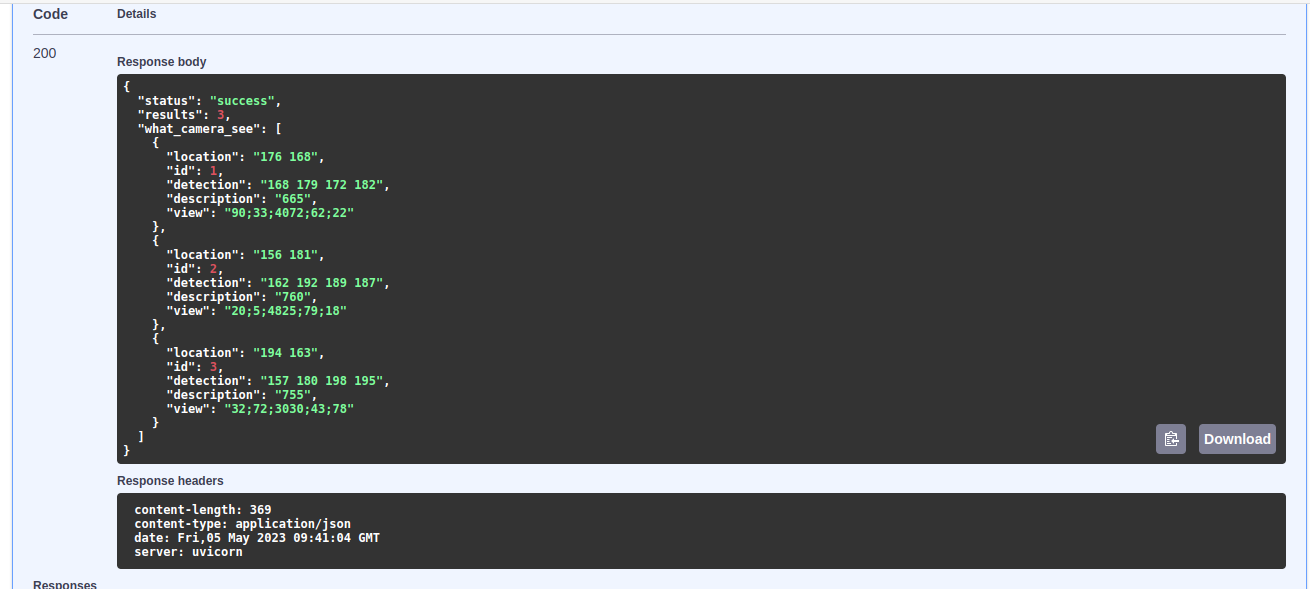 Code Details
200
Response body
{
  "status": "success",
  "results": 3,
  "what_camera_see": [
    {
      "location": "176 168",
      "id": 1,
      "detection": "168 179 172 182",
      "description": "665",
      "view": "90;33;4072;62;22"
    },
    {
      "location": "156 181",
      "id": 2,
      "detection": "162 192 189 187",
      "description": "760",
      "view": "20;5;4825;79;18"
    },
    {
      "location": "194 163",
      "id": 3,
      "detection": "157 180 198 195",
      "description": "755",
      "view": "32;72;3030;43;78"
    }
  ]
}
Download
Response headers
content-length: 369
content-type: application/json
date: Fri,05 May 2023 09:41:04 GMT
server: uvicorn
Responses